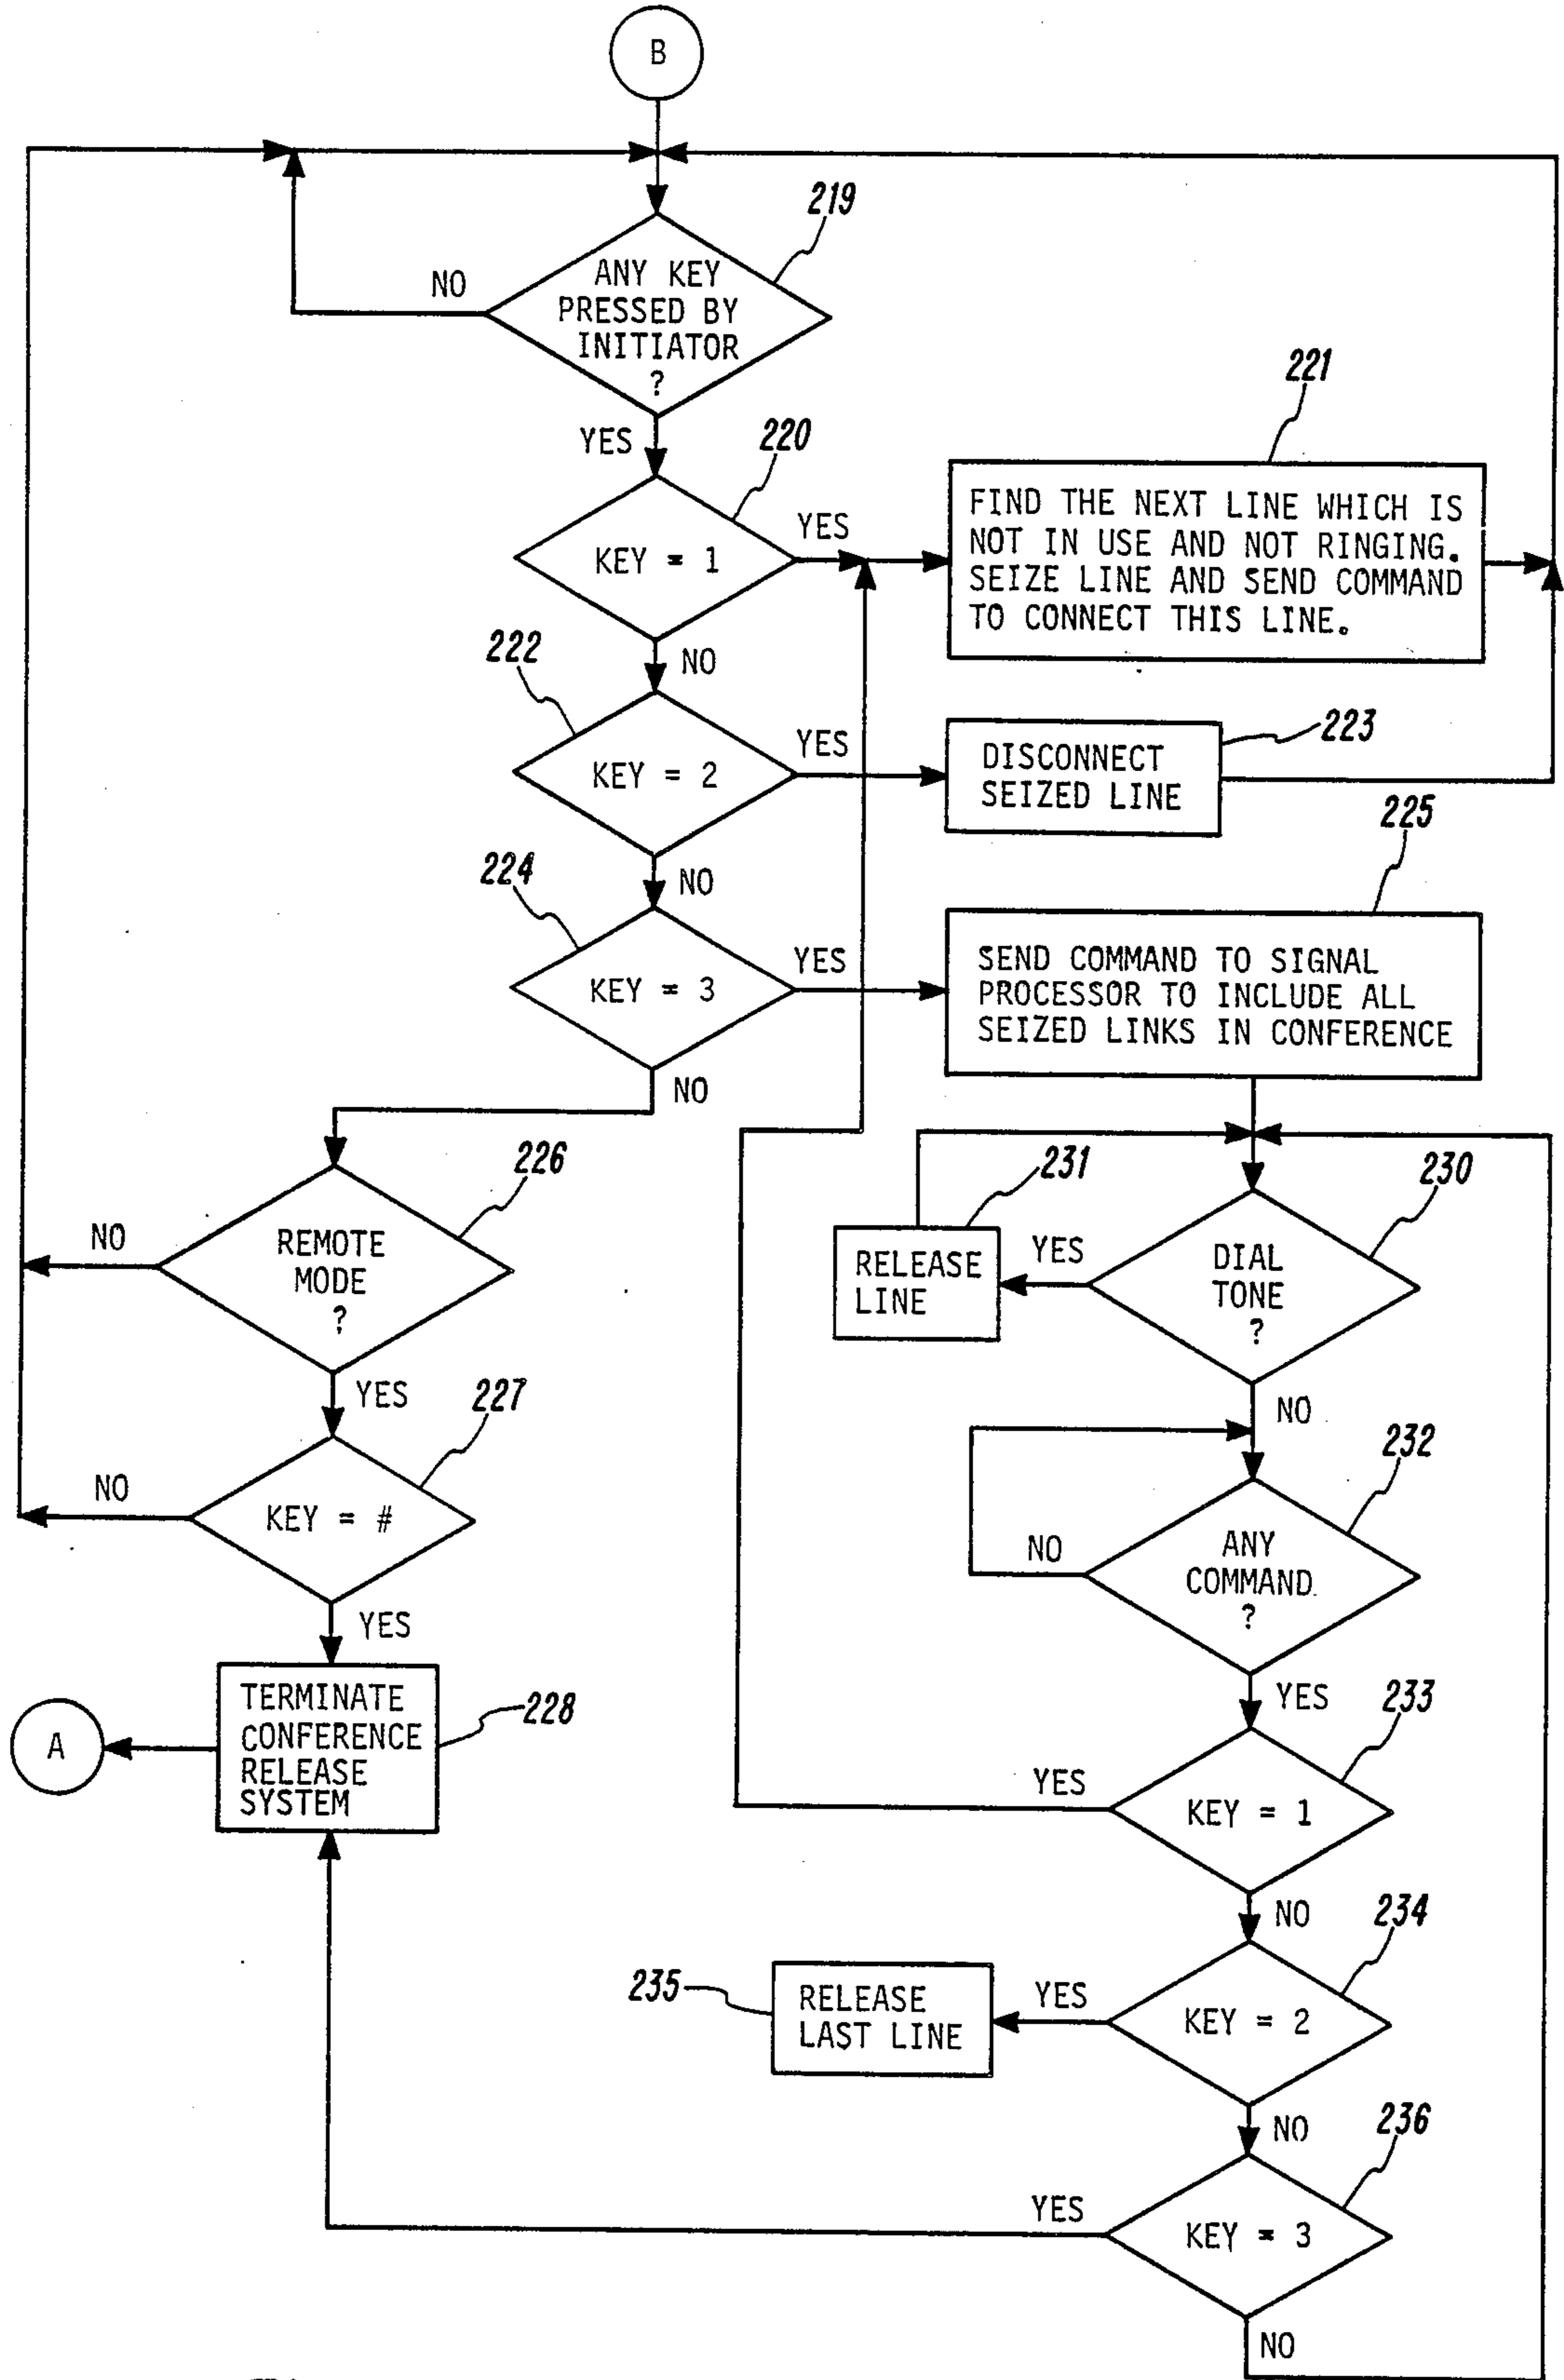 B
219
ANY KEY
PRESSED BY
INITIATOR
?
NO
YES
220
KEY = 1
YES
221
FIND THE NEXT LINE WHICH IS
NOT IN USE AND NOT RINGING.
SEIZE LINE AND SEND COMMAND
TO CONNECT THIS LINE.
NO
222
KEY = 2
YES
223
DISCONNECT
SEIZED LINE
NO
224
KEY = 3
YES
225
SEND COMMAND TO SIGNAL
PROCESSOR TO INCLUDE ALL
SEIZED LINKS IN CONFERENCE
NO
226
REMOTE
MODE
?
NO
YES
227
KEY = #
NO
YES
TERMINATE
CONFERENCE
RELEASE
SYSTEM
228
A
230
DIAL
TONE
?
YES
231
RELEASE
LINE
NO
232
ANY
COMMAND
?
NO
YES
233
KEY = 1
YES
NO
234
KEY = 2
YES
235
RELEASE
LAST LINE
NO
236
KEY = 3
YES
NO